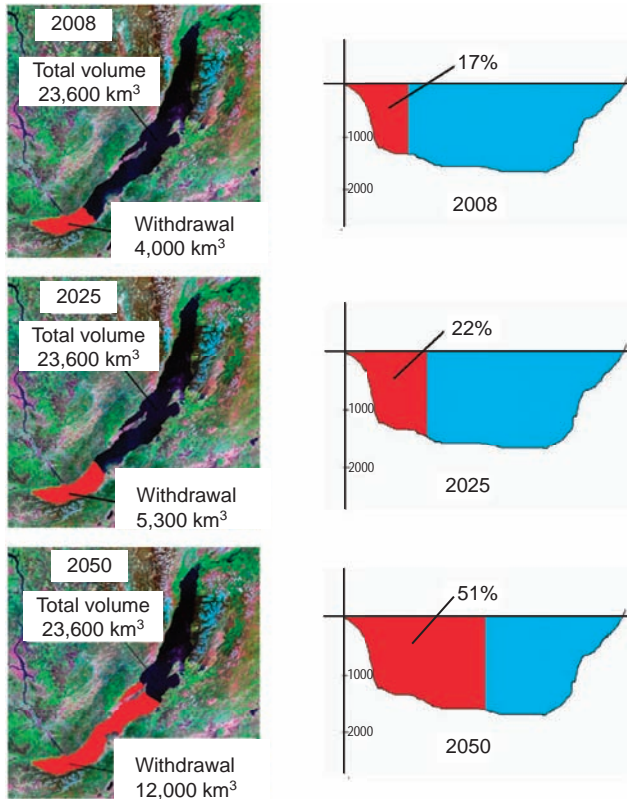 2008
Total volume
23,600 km³
Withdrawal
4,000 km³
17%
1000
2000
2008
2025
Total volume
23,600 km³
Withdrawal
5,300 km³
22%
1000
2000
2025
2050
Total volume
23,600 km³
Withdrawal
12,000 km³
51%
1000
2000
2050